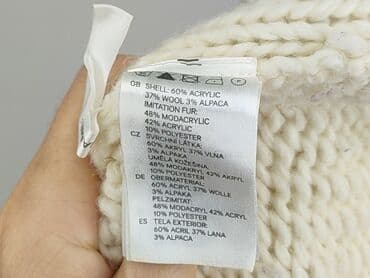 GB SHELL: 60% ACRYLIC
37% WOOL 3% ALPACA
IMITATION FUR:
48% MODACRYLIC
42% ACRYLIC
10% POLYESTER
CZ SVRCHNI LÁTKA:
60% AKRYL 37% VLNA
3% ALPAKA
UMĚLÁ KOŽEŠINA:
48% MODAKRYL 42% AKRYL
10% POLYESTER
DE OBERMATERIAL:
60% ACRYL 37% WOLLE
3% ALPAKA
PELZIMITAT:
48% MODACRYL 42% ACRYL
10% POLYESTER
ES TELA EXTERIOR:
60% ACRIL 37% LANA
3% ALPACA